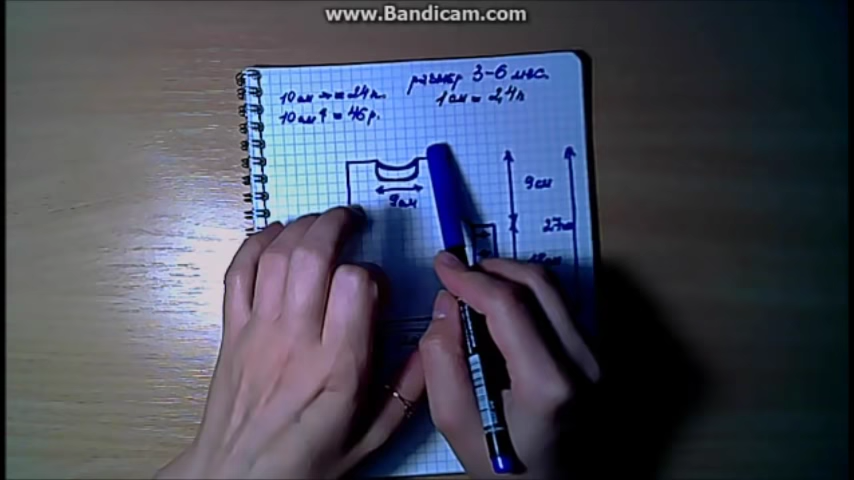 www.Bandicam.com
размер 3-6 мес.
10 см → = 24 п.
1 см = 2,4 п
10 см ↑ = 46 р.
9 см
9 см
27 см